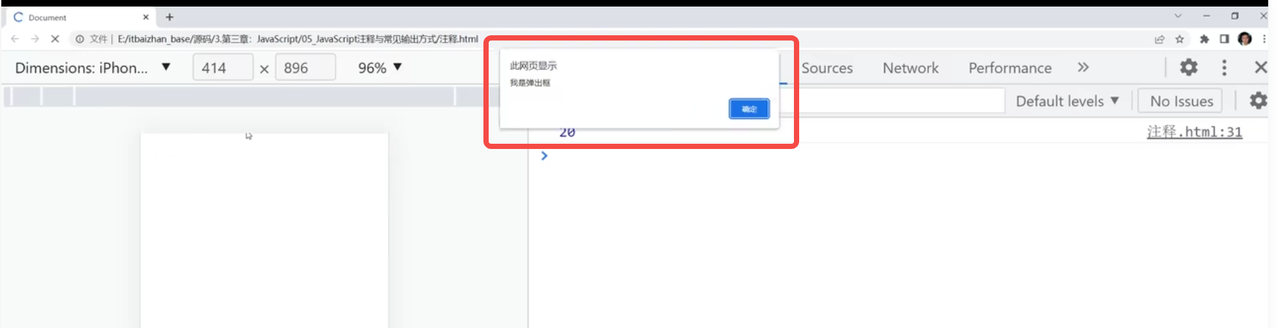 Document
文件 | E:/itbaizhan_base/源码/3.第三章：JavaScript/05_JavaScript注释与常见输出方式/注释.html
Dimensions: iPhon... ▼ 414 × 896 96% ▼
Sources Network Performance »
此网页显示
我是弹出框
确定
Default levels ▼ No Issues
20 注释.html:31